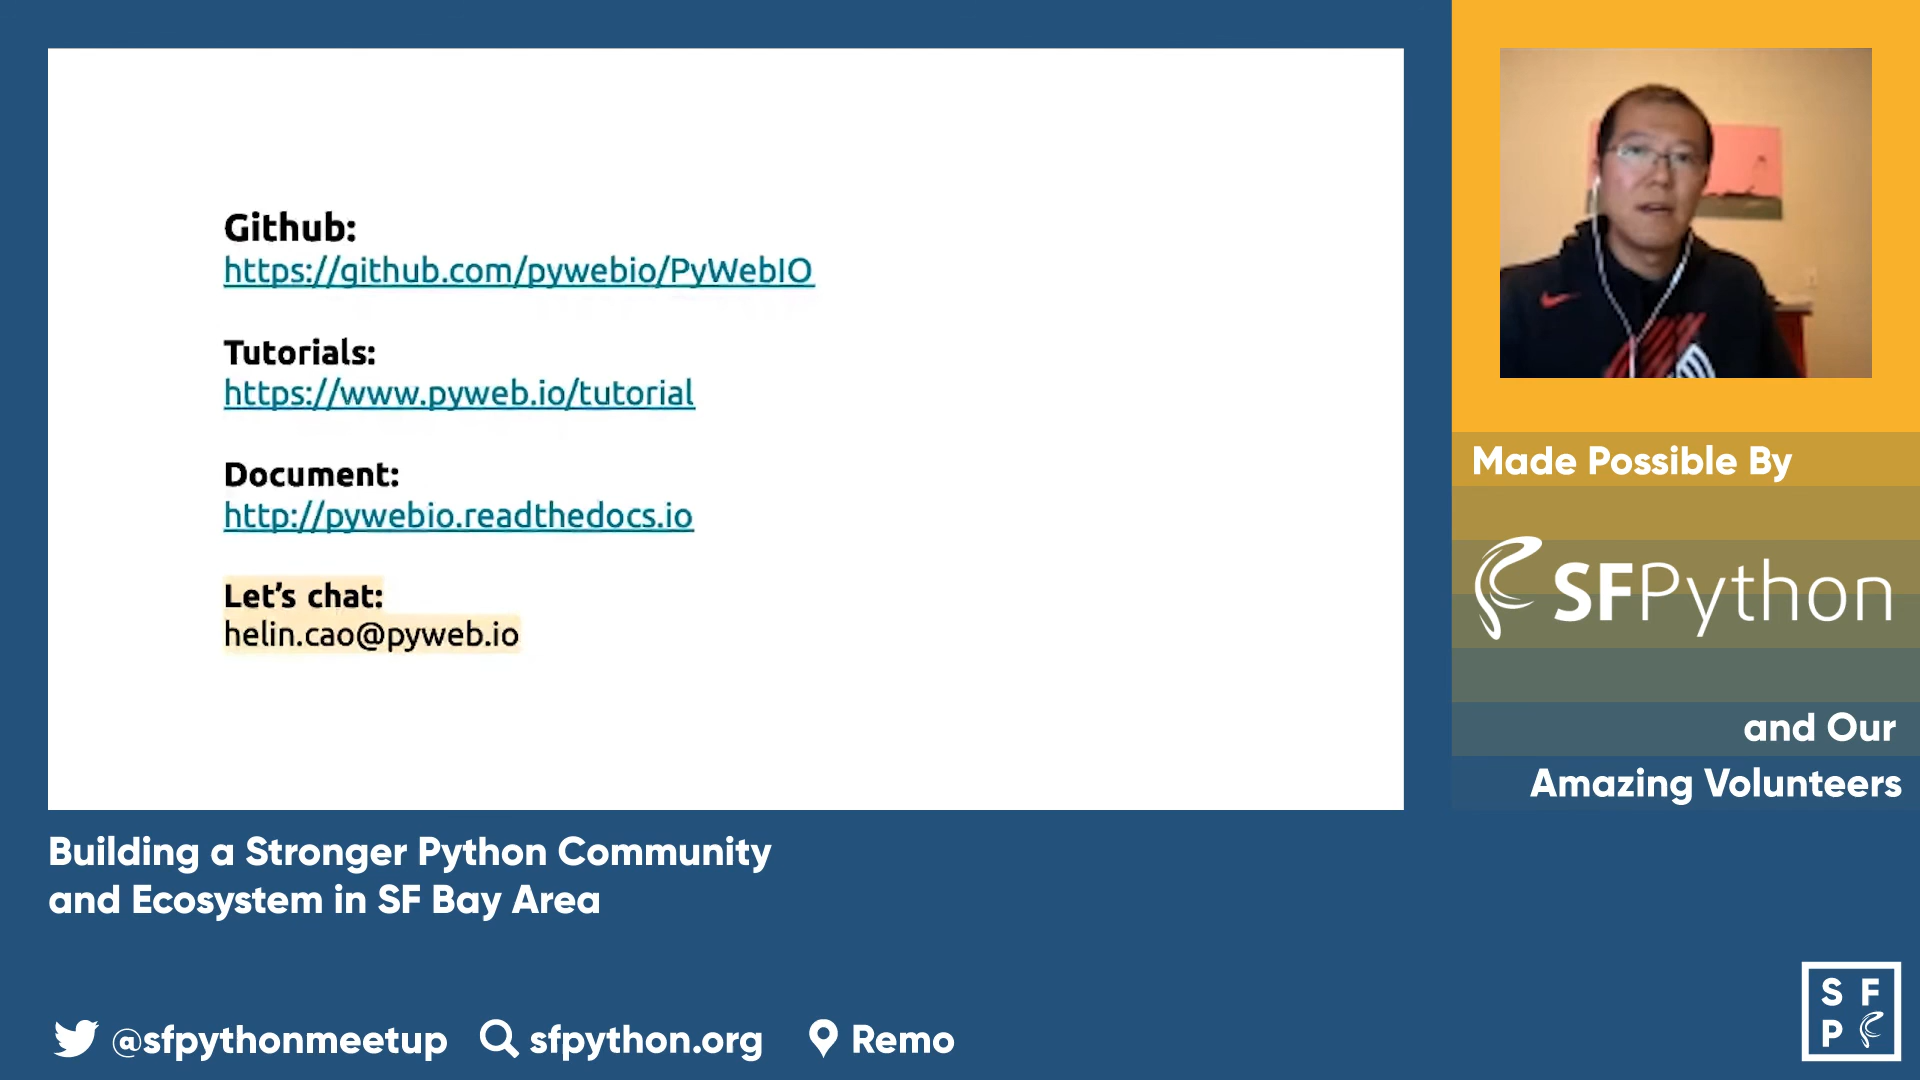 Github:
https://github.com/pywebio/PyWebIO
Tutorials:
https://www.pyweb.io/tutorial
Document:
http://pywebio.readthedocs.io
Let’s chat:
helin.cao@pyweb.io
Made Possible By
SFPython
and Our
Amazing Volunteers
Building a Stronger Python Community
and Ecosystem in SF Bay Area
@sfpythonmeetup sfpython.org Remo
S F
P